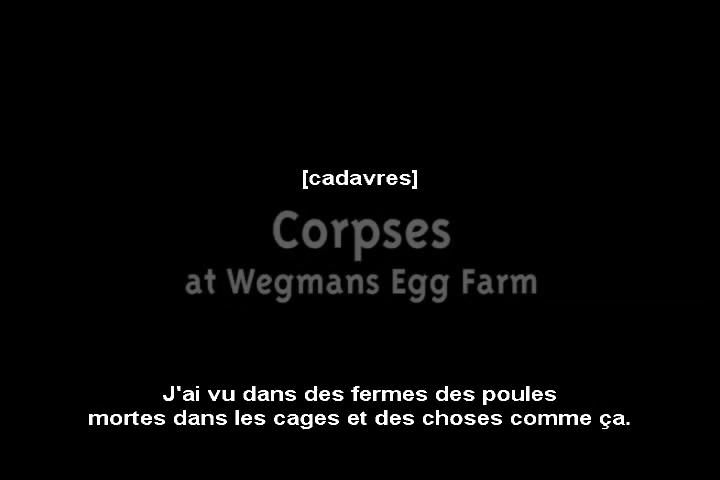 [cadavres]
Corpses
at Wegmans Egg Farm
J'ai vu dans des fermes des poules
mortes dans les cages et des choses comme ça.